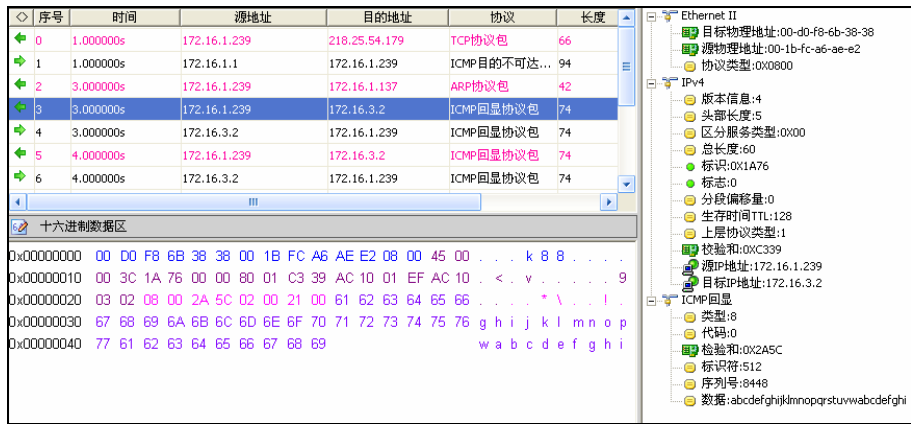 序号 时间 源地址 目的地址 协议 长度
0 1.000000s 172.16.1.239 218.25.54.179 TCP协议包 66
1 1.000000s 172.16.1.1 172.16.1.239 ICMP目的不可达... 94
2 3.000000s 172.16.1.239 172.16.1.137 ARP协议包 42
3 3.000000s 172.16.1.239 172.16.3.2 ICMP回显协议包 74
4 3.000000s 172.16.3.2 172.16.1.239 ICMP回显协议包 74
5 4.000000s 172.16.1.239 172.16.3.2 ICMP回显协议包 74
6 4.000000s 172.16.3.2 172.16.1.239 ICMP回显协议包 74
十六进制数据区
0x00000000 00 D0 F8 6B 38 38 00 1B FC A6 AE E2 08 00 45 00 . . . k 8 8 . . . .
0x00000010 00 3C 1A 76 00 00 80 01 C3 39 AC 10 01 EF AC 10 . < . v . . . . . 9
0x00000020 03 02 08 00 2A 5C 02 00 21 00 61 62 63 64 65 66 . . . . * \ . . ! .
0x00000030 67 68 69 6A 6B 6C 6D 6E 6F 70 71 72 73 74 75 76 g h i j k l m n o p
0x00000040 77 61 62 63 64 65 66 67 68 69 w a b c d e f g h i
Ethernet II
目标物理地址:00-d0-f8-6b-38-38
源物理地址:00-1b-fc-a6-ae-e2
协议类型:0X0800
IPv4
版本信息:4
头部长度:5
区分服务类型:0X00
总长度:60
标识:0X1A76
标志:0
分段偏移量:0
生存时间TTL:128
上层协议类型:1
校验和:0XC339
源IP地址:172.16.1.239
目标IP地址:172.16.3.2
ICMP回显
类型:8
代码:0
检验和:0X2A5C
标识符:512
序列号:8448
数据:abcdefghijklmnopqrstuvwabcdefghi